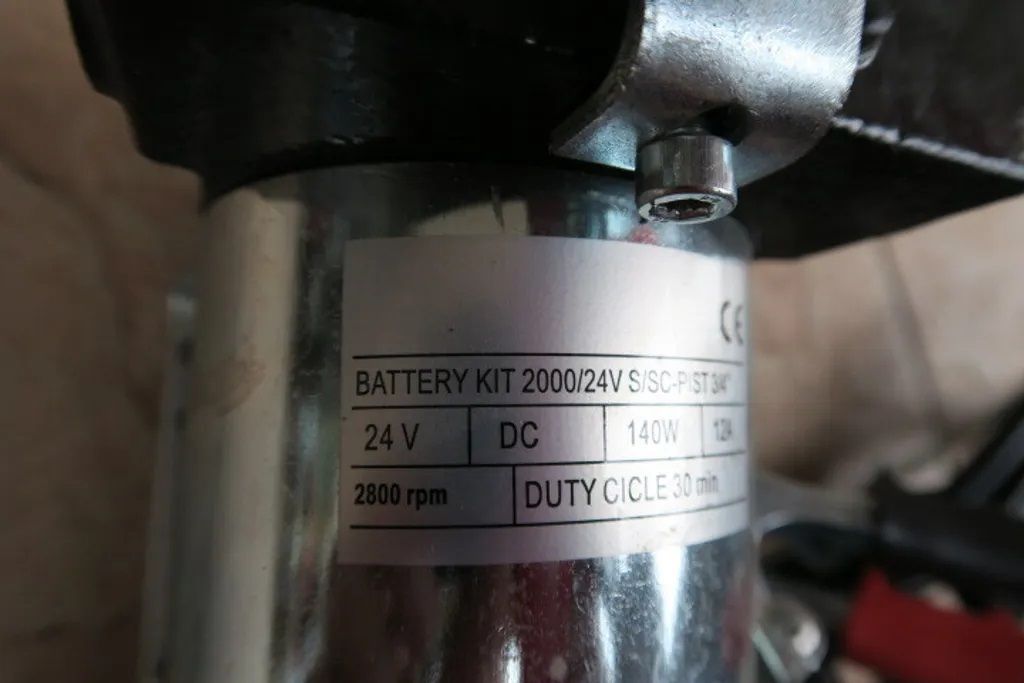 CE
BATTERY KIT 2000/24V S/SC-PIST 3/4"
24 V DC 140W 12A
2800 rpm DUTY CICLE 30 min.